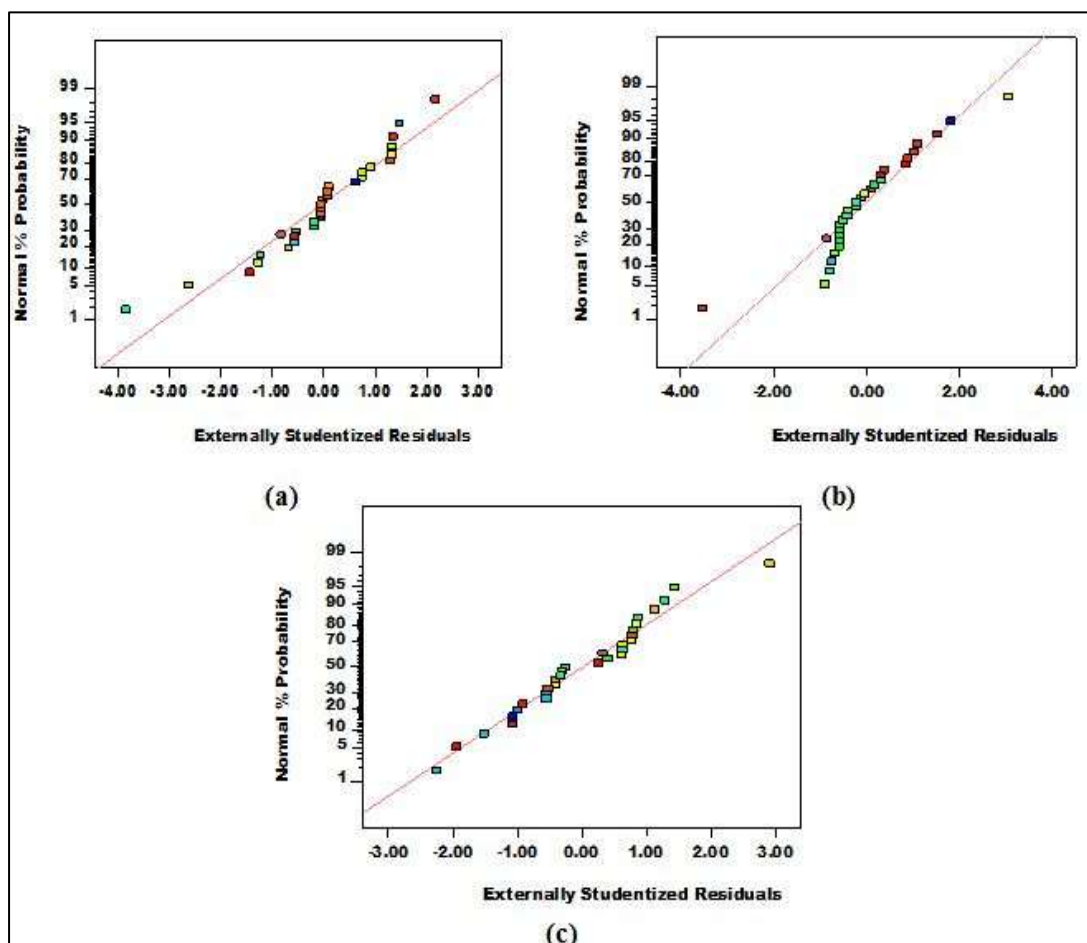 Normal % Probability
99
95
90
80
70
50
30
20
10
5
1
-4.00 -3.00 -2.00 -1.00 0.00 1.00 2.00 3.00
Externally Studentized Residuals
(a)
Normal % Probability
99
95
90
80
70
50
30
20
10
5
1
-4.00 -2.00 0.00 2.00 4.00
Externally Studentized Residuals
(b)
Normal % Probability
99
95
90
80
70
50
30
20
10
5
1
-3.00 -2.00 -1.00 0.00 1.00 2.00 3.00
Externally Studentized Residuals
(c)